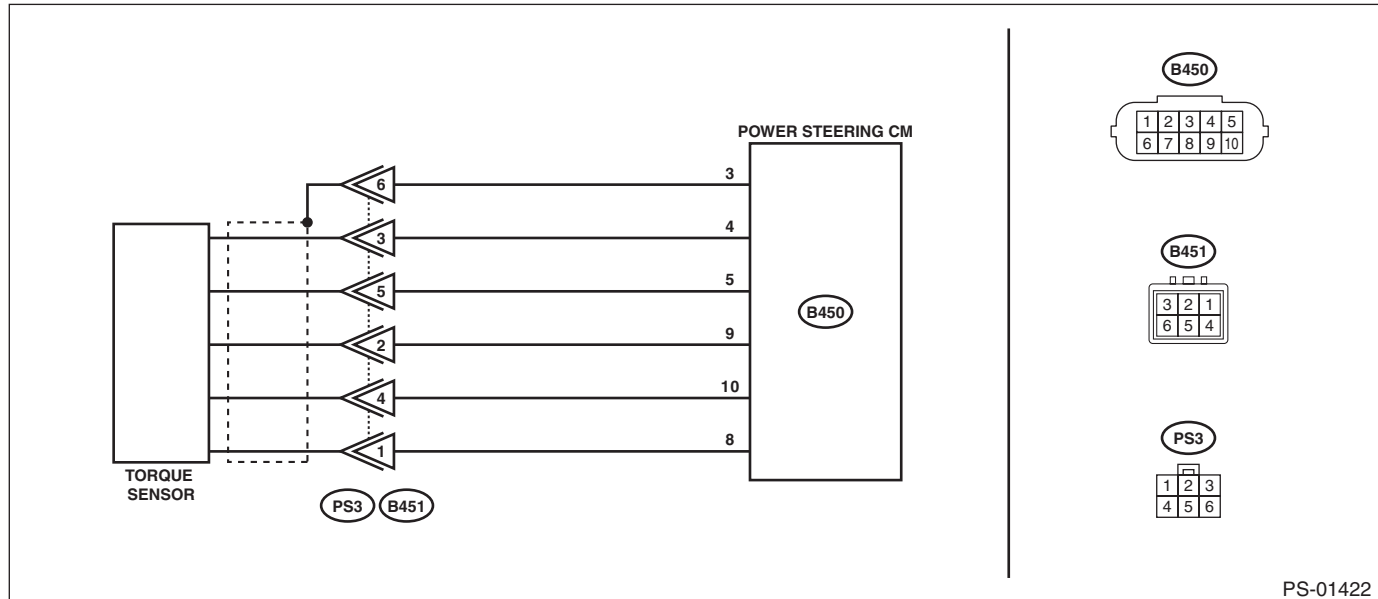 POWER STEERING CM
6 3
3 4
5 5
2 9
4 10
1 8
B450
TORQUE
SENSOR
PS3 B451
B450
1 2 3 4 5
6 7 8 9 10
B451
3 2 1
6 5 4
PS3
1 2 3
4 5 6
PS-01422